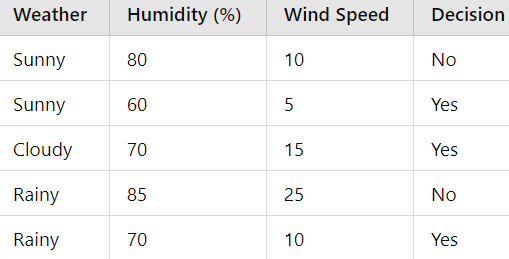 Weather Humidity (%) Wind Speed Decision
Sunny 80 10 No
Sunny 60 5 Yes
Cloudy 70 15 Yes
Rainy 85 25 No
Rainy 70 10 Yes